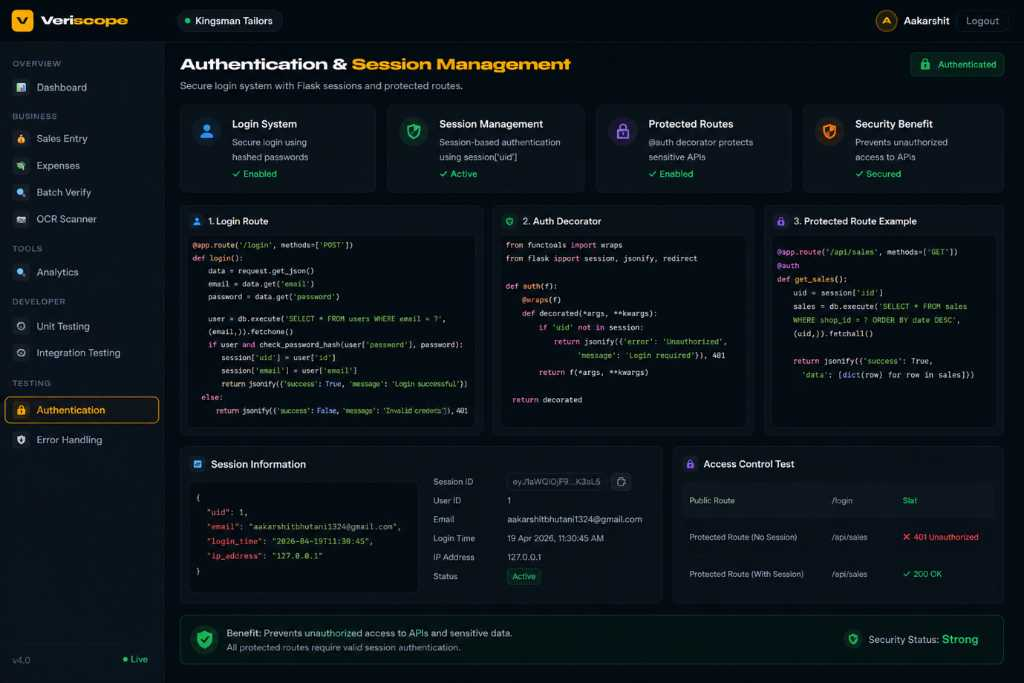 V Veriscope
Kingsman Tailors
A Aakarshit
Logout
OVERVIEW
Dashboard
BUSINESS
Sales Entry
Expenses
Batch Verify
OCR Scanner
TOOLS
Analytics
DEVELOPER
Unit Testing
Integration Testing
TESTING
Authentication
Error Handling
v4.0
Live
Authentication & Session Management
Secure login system with Flask sessions and protected routes.
Authenticated
Login System
Secure login using
hashed passwords
✓ Enabled
Session Management
Session-based authentication
using session['uid']
✓ Active
Protected Routes
@auth decorator protects
sensitive APIs
✓ Enabled
Security Benefit
Prevents unauthorized
access to APIs
✓ Secured
1. Login Route
@app.route('/login', methods=['POST'])
def login():
data = request.get_json()
email = data.get('email')
password = data.get('password')
user = db.execute('SELECT * FROM users WHERE email = ?',
(email,)).fetchone()
if user and check_password_hash(user['password'], password):
session['uid'] = user['id']
session['email'] = user['email']
return jsonify({'success': True, 'message': 'Login successful'})
else:
return jsonify({'success': False, 'message': 'Invalid'), 401
2. Auth Decorator
from functools import wraps
from flask import session, jsonify, redirect
def auth(f):
@wraps(f)
def decorated(*args, **kwargs):
if 'uid' not in session:
return jsonify({'error': 'Unauthorized',
'message': 'Login required'}), 401
return f(*args, **kwargs)
return decorated
3. Protected Route Example
@app.route('/api/sales', methods=['GET'])
@auth
def get_sales():
uid = session['uid']
sales = db.execute('SELECT * FROM sales
WHERE shop_id = ? ORDER BY date DESC',
(uid,)).fetchall()
return jsonify({'success': True,
'data': [dict(row) for row in sales]})
Session Information
{
"uid": 1,
"email": "aakarshitbhutani1324@gmail.com",
"login_time": "2026-04-19T11:30:45",
"ip_address": "127.0.0.1"
}
Session ID
User ID 1
Email aakarshitbhutani1324@gmail.com
Login Time 19 Apr 2026, 11:30:45 AM
IP Address 127.0.0.1
Status Active
Access Control Test
Public Route /login Stat
Protected Route (No Session) /api/sales ✕ 401 Unauthorized
Protected Route (With Session) /api/sales ✓ 200 OK
Benefit: Prevents unauthorized access to APIs and sensitive data.
All protected routes require valid session authentication.
Security Status: Strong